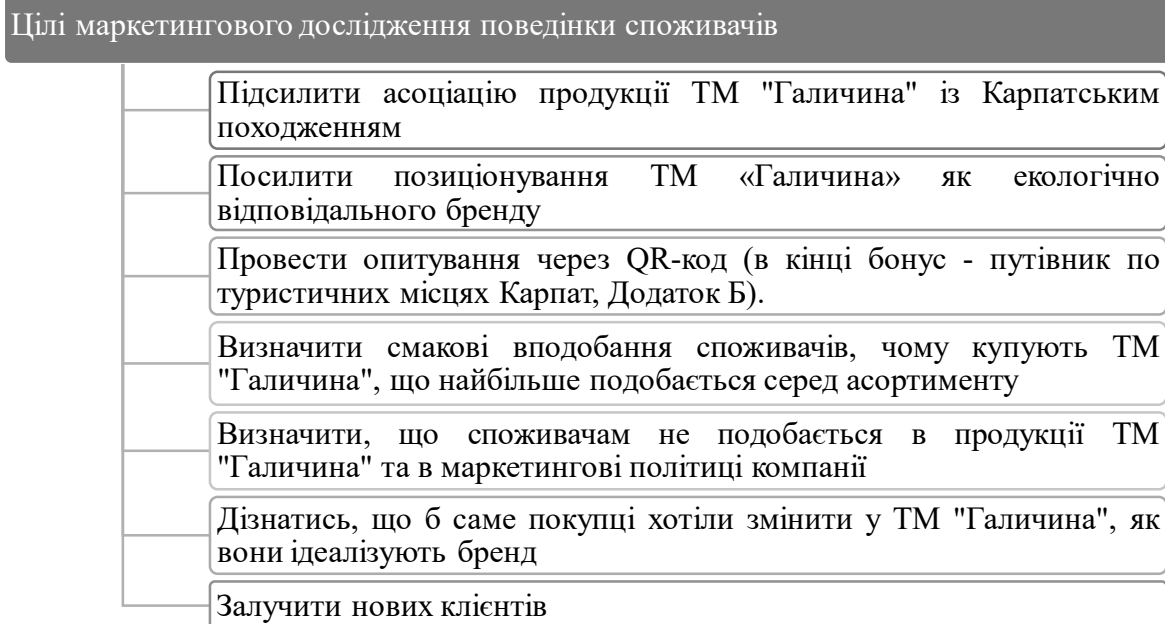 Цілі маркетингового дослідження поведінки споживачів
Підсилити асоціацію продукції ТМ "Галичина" із Карпатським
походженням
Посилити позиціонування ТМ «Галичина» як екологічно
відповідального бренду
Провести опитування через QR-код (в кінці бонус - путівник по
туристичних місцях Карпат, Додаток Б).
Визначити смакові вподобання споживачів, чому купують ТМ
"Галичина", що найбільше подобається серед асортименту
Визначити, що споживачам не подобається в продукції ТМ
"Галичина" та в маркетингові політиці компанії
Дізнатись, що б саме покупці хотіли змінити у ТМ "Галичина", як
вони ідеалізують бренд
Залучити нових клієнтів